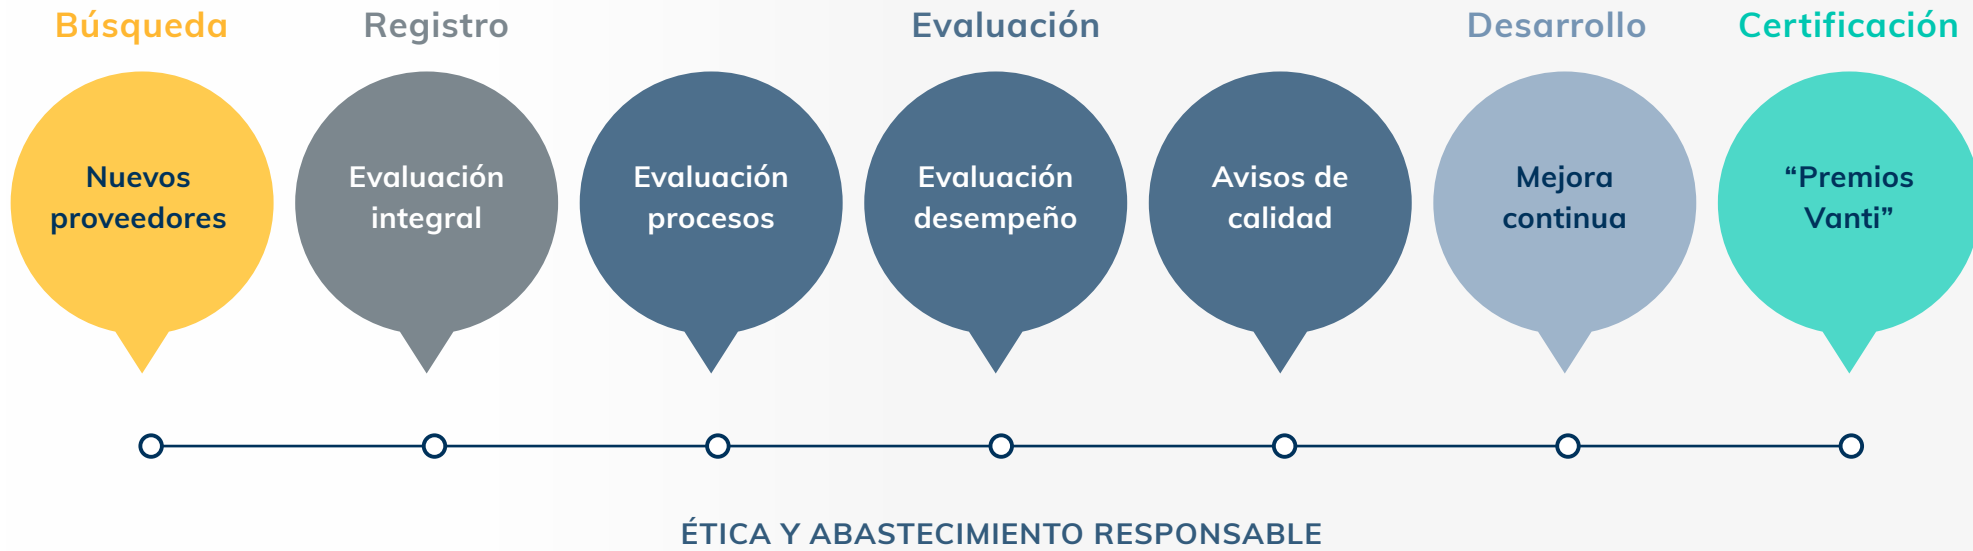 Búsqueda
Registro
Evaluación
Desarrollo
Certificación
Nuevos
proveedores
Evaluación
integral
Evaluación
procesos
Evaluación
desempeño
Avisos de
calidad
Mejora
continua
“Premios
Vanti”
ÉTICA Y ABASTECIMIENTO RESPONSABLE